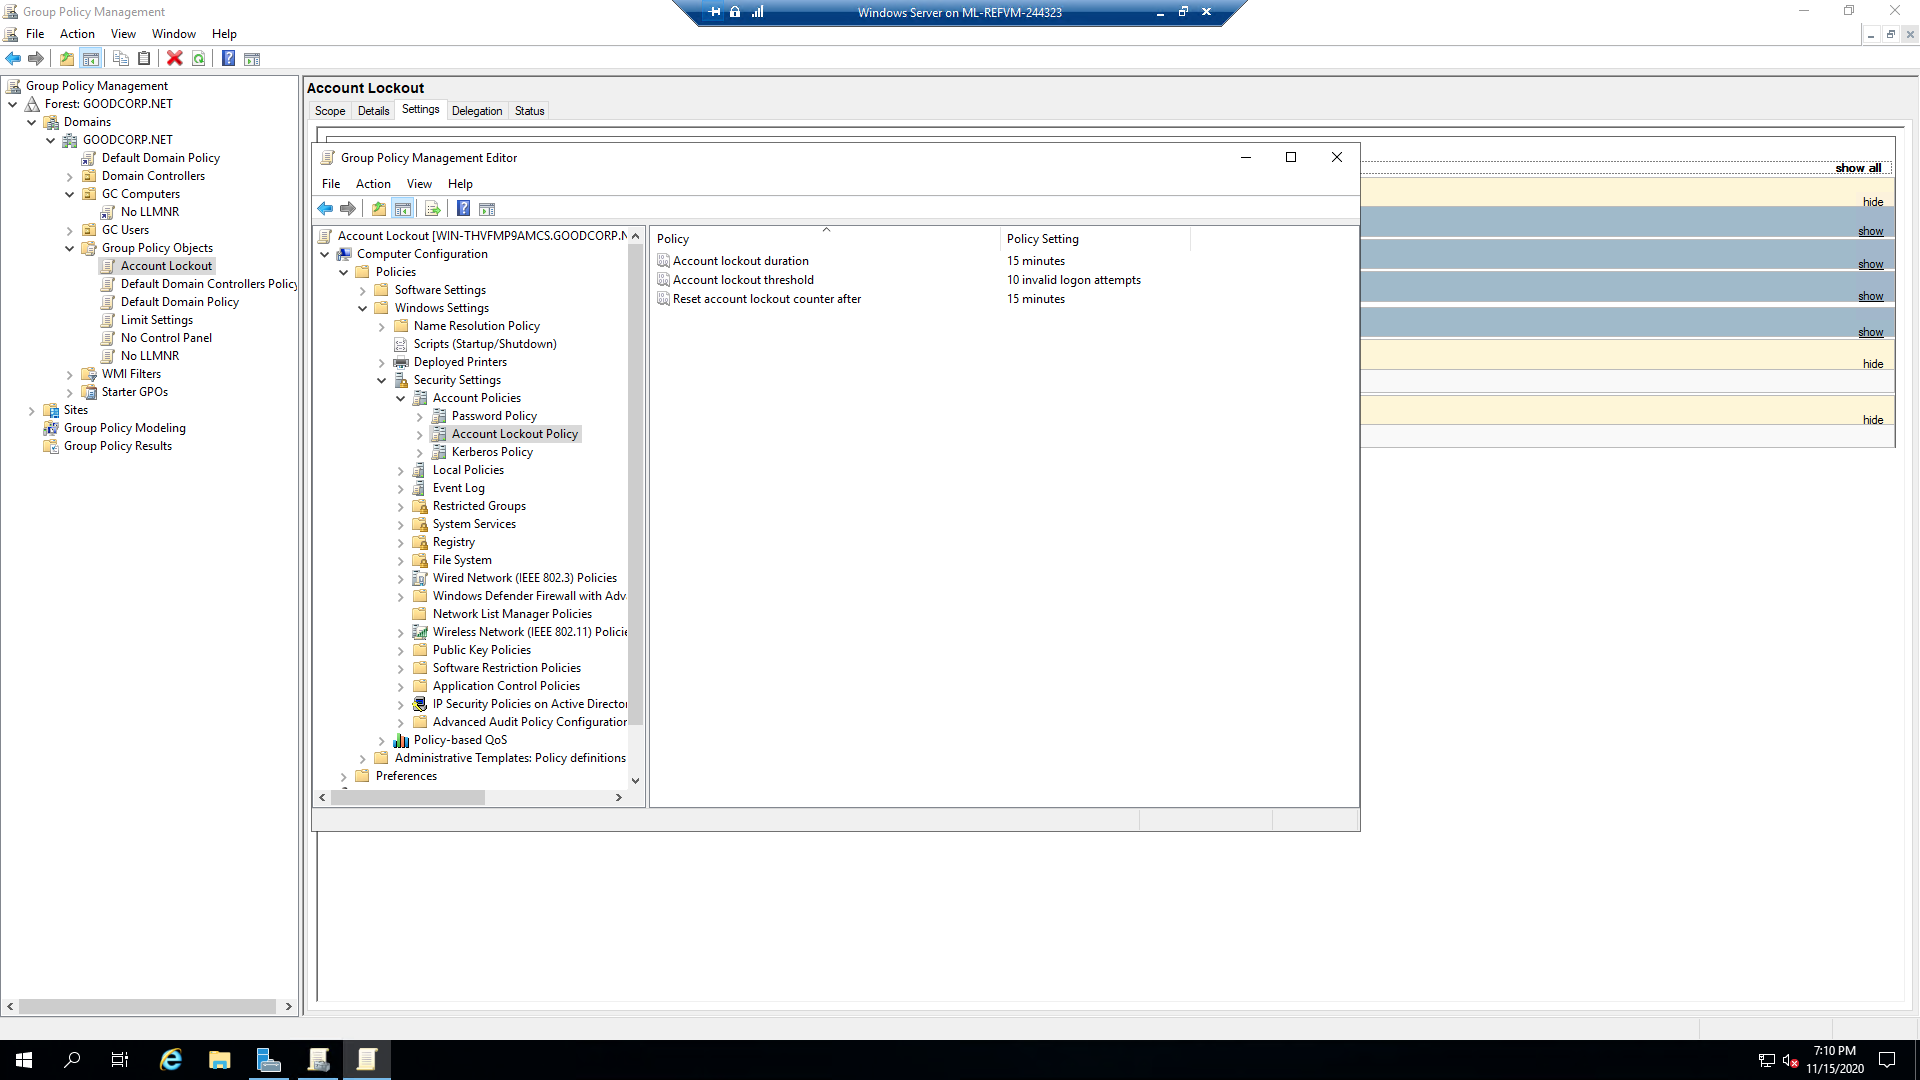 Group Policy Management
Windows Server on ML-REFVM-244323
File Action View Window Help
Group Policy Management
Forest: GOODCORP.NET
Domains
GOODCORP.NET
Default Domain Policy
Domain Controllers
GC Computers
No LLMNR
GC Users
Group Policy Objects
Account Lockout
Default Domain Controllers Policy
Default Domain Policy
Limit Settings
No Control Panel
No LLMNR
WMI Filters
Starter GPOs
Sites
Group Policy Modeling
Group Policy Results
Account Lockout
Scope Details Settings Delegation Status
show all
hide
show
show
show
show
hide
hide
Group Policy Management Editor
File Action View Help
Account Lockout [WIN-THVFMP9AMCS.GOODCORP.N
Computer Configuration
Policies
Software Settings
Windows Settings
Name Resolution Policy
Scripts (Startup/Shutdown)
Deployed Printers
Security Settings
Account Policies
Password Policy
Account Lockout Policy
Kerberos Policy
Local Policies
Event Log
Restricted Groups
System Services
Registry
File System
Wired Network (IEEE 802.3) Policies
Windows Defender Firewall with Adv
Network List Manager Policies
Wireless Network (IEEE 802.11) Policie
Public Key Policies
Software Restriction Policies
Application Control Policies
IP Security Policies on Active Director
Advanced Audit Policy Configuration
Policy-based QoS
Administrative Templates: Policy definitions
Preferences
Policy Policy Setting
Account lockout duration 15 minutes
Account lockout threshold 10 invalid logon attempts
Reset account lockout counter after 15 minutes
7:10 PM
11/15/2020